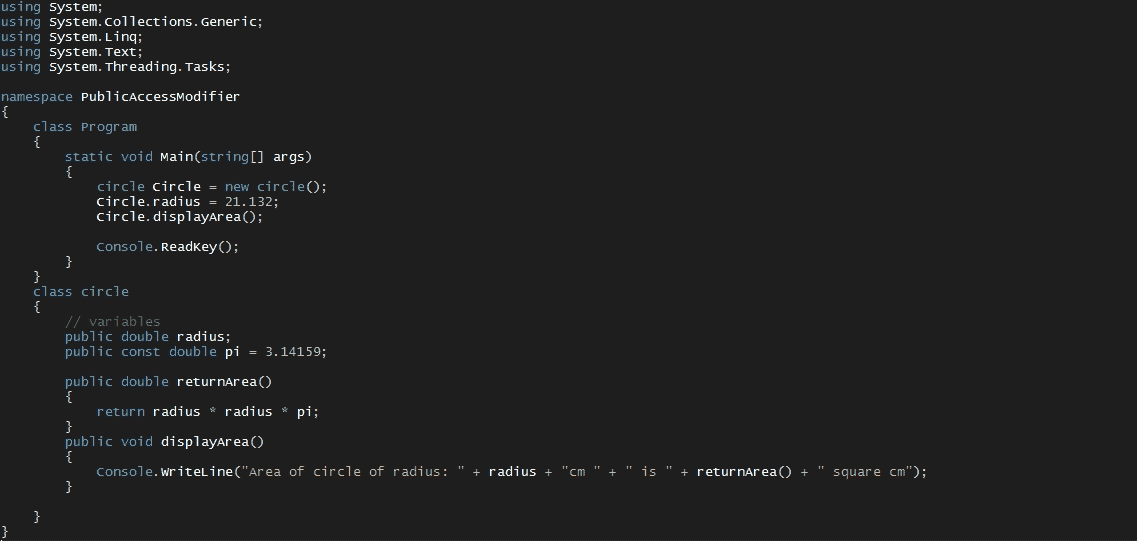 using System;
using System.Collections.Generic;
using System.Linq;
using System.Text;
using System.Threading.Tasks;

namespace PublicAccessModifier
{
    class Program
    {
        static void Main(string[] args)
        {
            circle Circle = new circle();
            Circle.radius = 21.132;
            Circle.displayArea();

            Console.ReadKey();
        }
    }
    class circle
    {
        // variables
        public double radius;
        public const double pi = 3.14159;

        public double returnArea()
        {
            return radius * radius * pi;
        }
        public void displayArea()
        {
            Console.WriteLine("Area of circle of radius: " + radius + "cm " + " is " + returnArea() + " square cm");
        }

    }
}